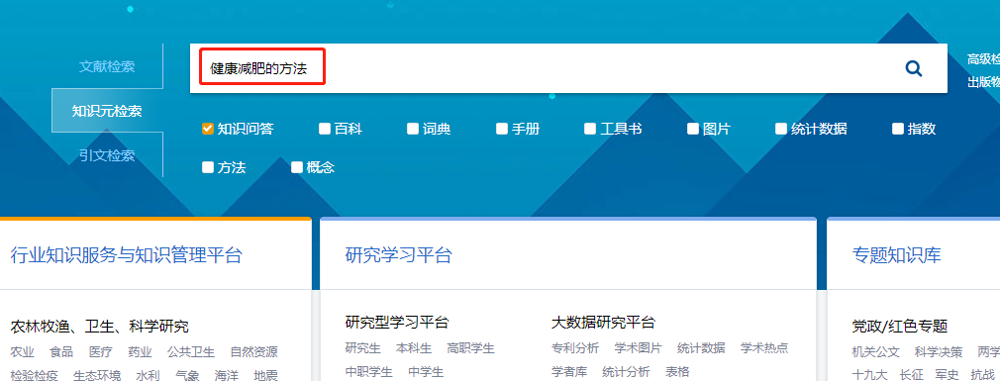 文献检索
健康减肥的方法
高级检
出版物
知识元检索
知识问答 百科 词典 手册 工具书 图片 统计数据 指数
引文检索
方法 概念
行业知识服务与知识管理平台
研究学习平台
专题知识库
农林牧渔、卫生、科学研究
农业 食品 医疗 药业 公共卫生 自然资源
检验检疫 生态环境 水利 气象 海洋 地震
研究型学习平台
研究生 本科生 高职学生
中职学生 中学生
大数据研究平台
专利分析 学术图片 统计数据 学术热点
学者库 统计分析 表格
党政/红色专题
机关公文 科学决策 两学
十九大 长征 军史 抗战